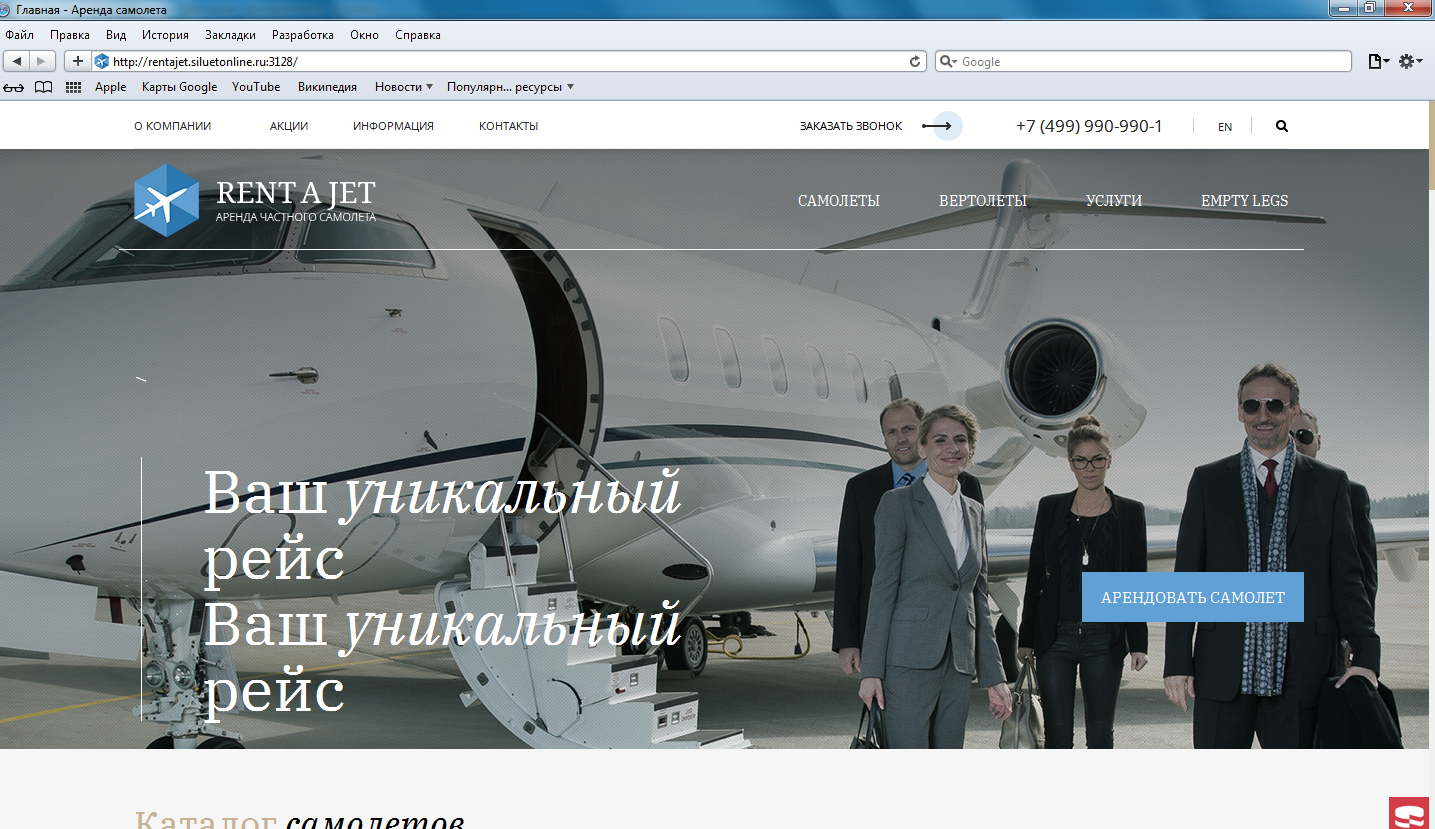 Главная - Аренда самолета
Файл Правка Вид История Закладки Разработка Окно Справка
http://rentajet.siluetonline.ru:3128/
Google
Apple Карты Google YouTube Википедия Новости Популярн... ресурсы
О КОМПАНИИ АКЦИИ ИНФОРМАЦИЯ КОНТАКТЫ ЗАКАЗАТЬ ЗВОНОК +7 (499) 990-990-1 EN
RENT A JET
АРЕНДА ЧАСТНОГО САМОЛЕТА
САМОЛЕТЫ ВЕРТОЛЕТЫ УСЛУГИ EMPTY LEGS
Ваш уникальный
рейс
Ваш уникальный
рейс
АРЕНДОВАТЬ САМОЛЕТ
Каталог самолетов